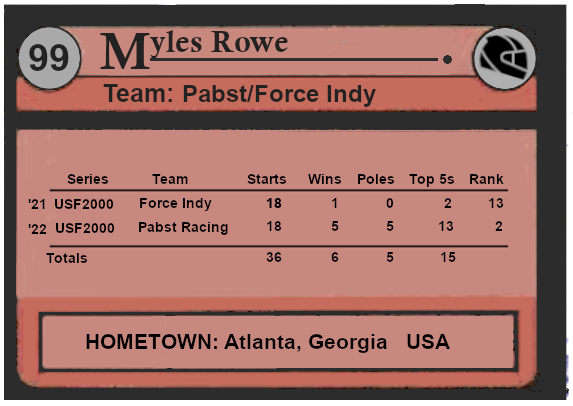 99
Myles Rowe
Team: Pabst/Force Indy
Series Team Starts Wins Poles Top 5s Rank
'21 USF2000 Force Indy 18 1 0 2 13
'22 USF2000 Pabst Racing 18 5 5 13 2
Totals 36 6 5 15
HOMETOWN: Atlanta, Georgia USA